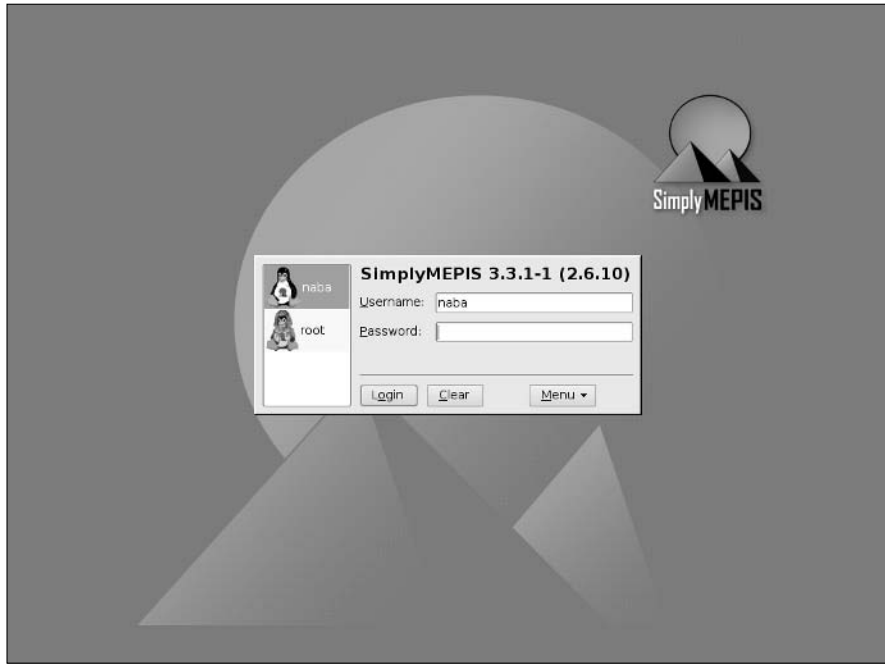 SimplyMEPIS
naba
root
SimplyMEPIS 3.3.1-1 (2.6.10)
Username: naba
Password:
Login Clear Menu